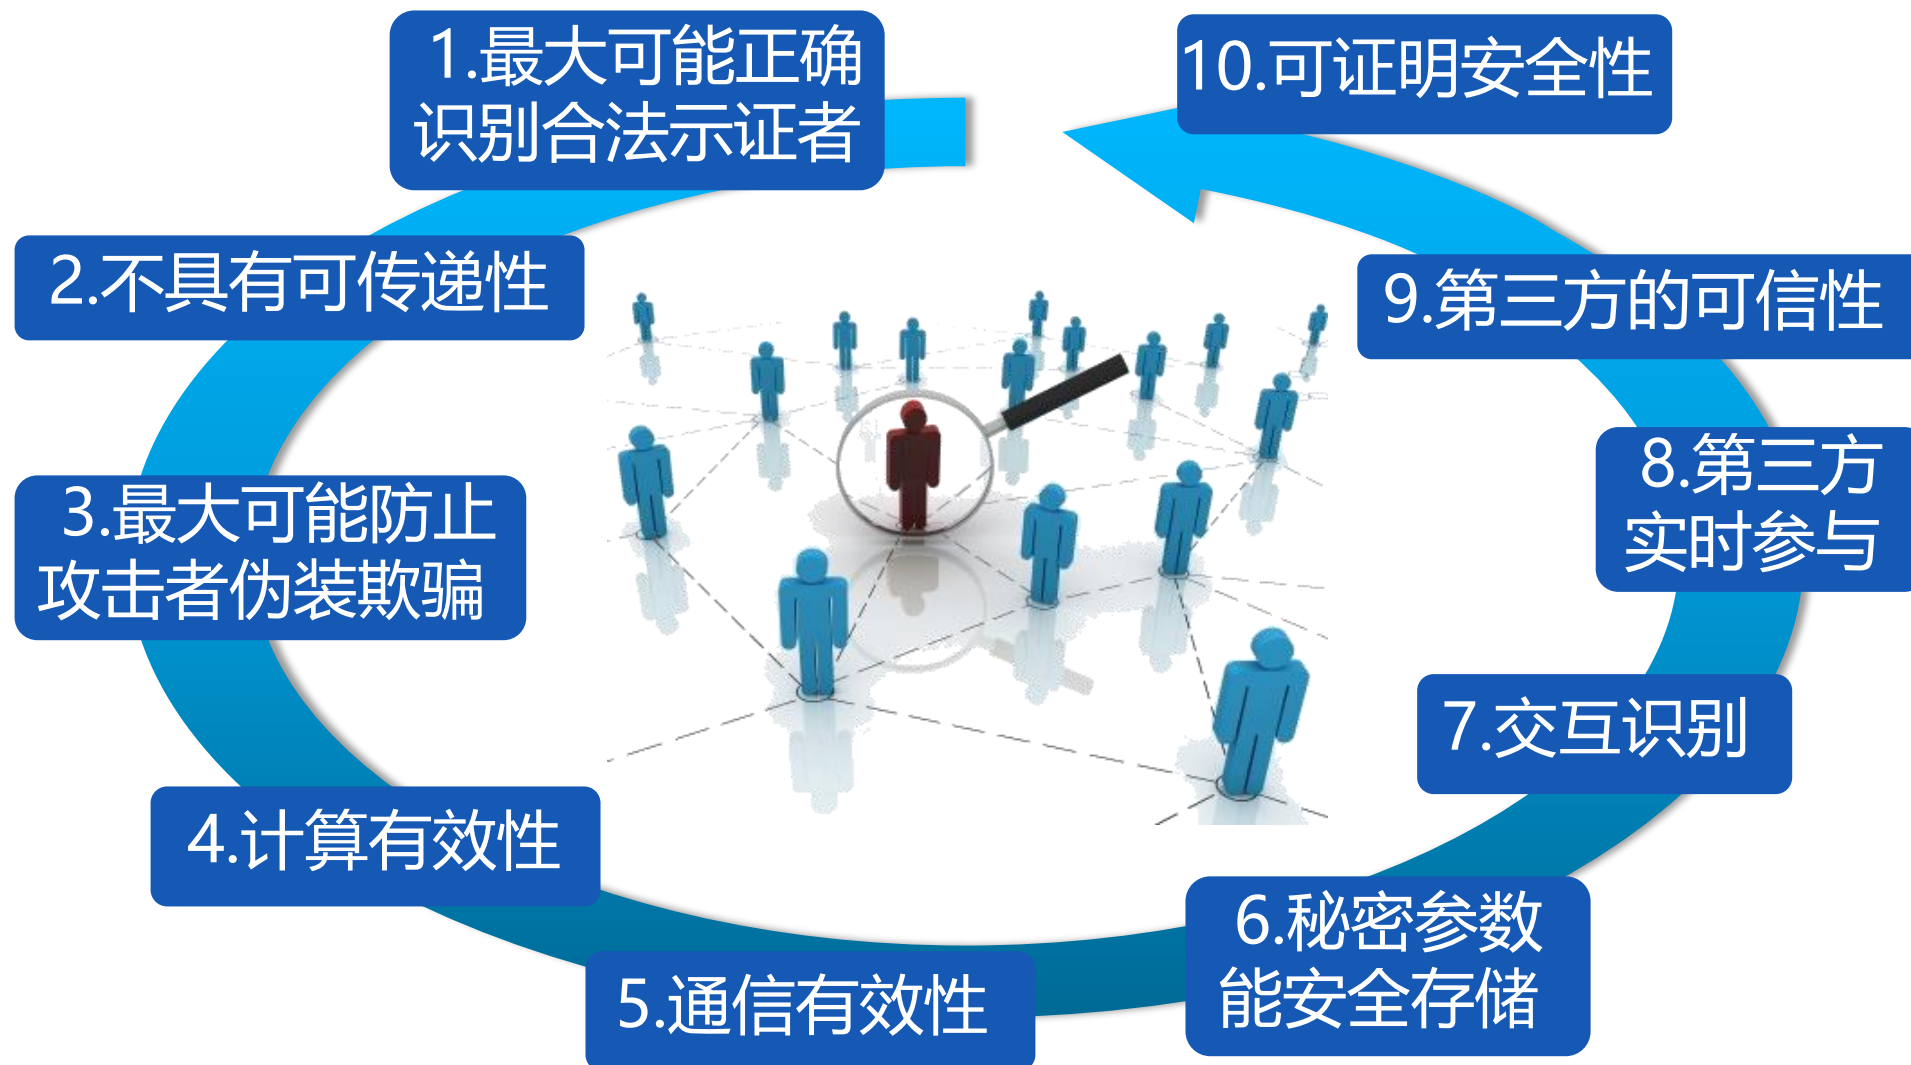 1.最大可能正确
识别合法示证者
2.不具有可传递性
3.最大可能防止
攻击者伪装欺骗
4.计算有效性
5.通信有效性
6.秘密参数
能安全存储
7.交互识别
8.第三方
实时参与
9.第三方的可信性
10.可证明安全性